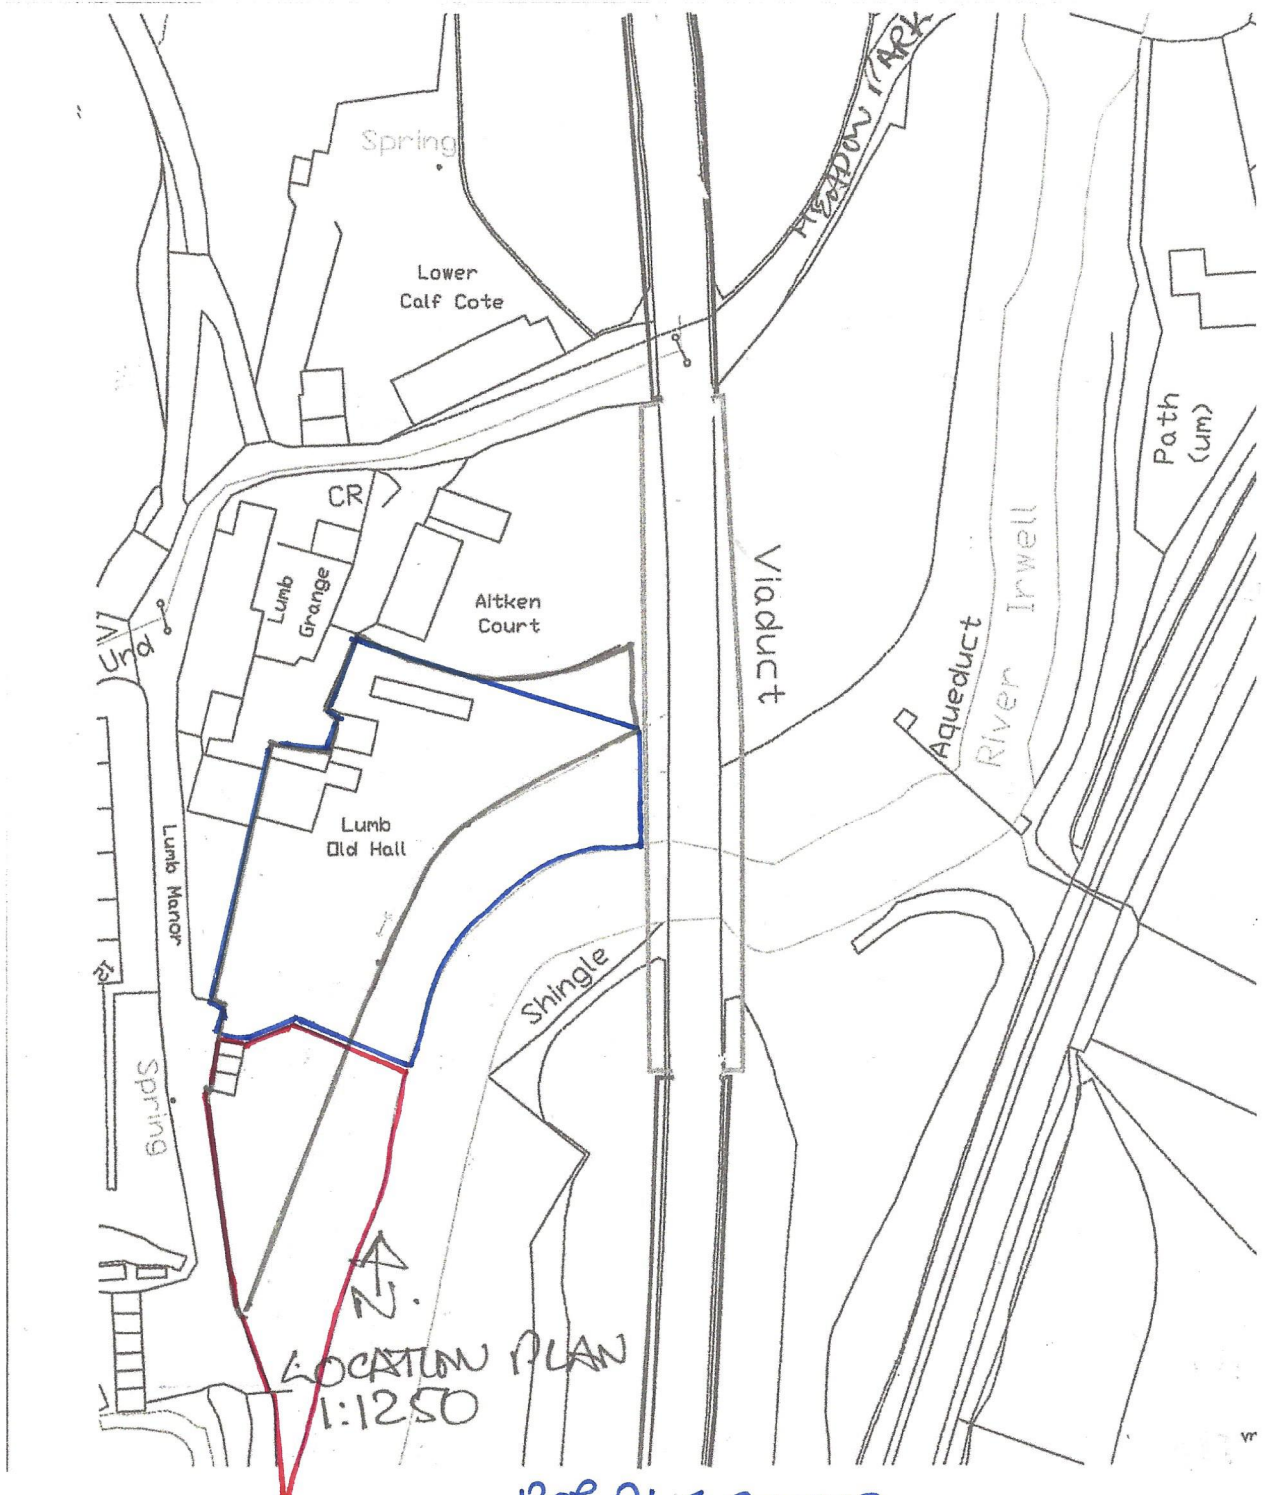 MEADOW PARK
Spring
Lower
Calf Cote
Path
(um)
CR
Lumb
Grange
Aitken
Court
Viaduct
River Irwell
Aqueduct
Und
Lumb
Old Hall
Lumb Manor
Shingle
Spring
N.
LOCATION PLAN
1:1250